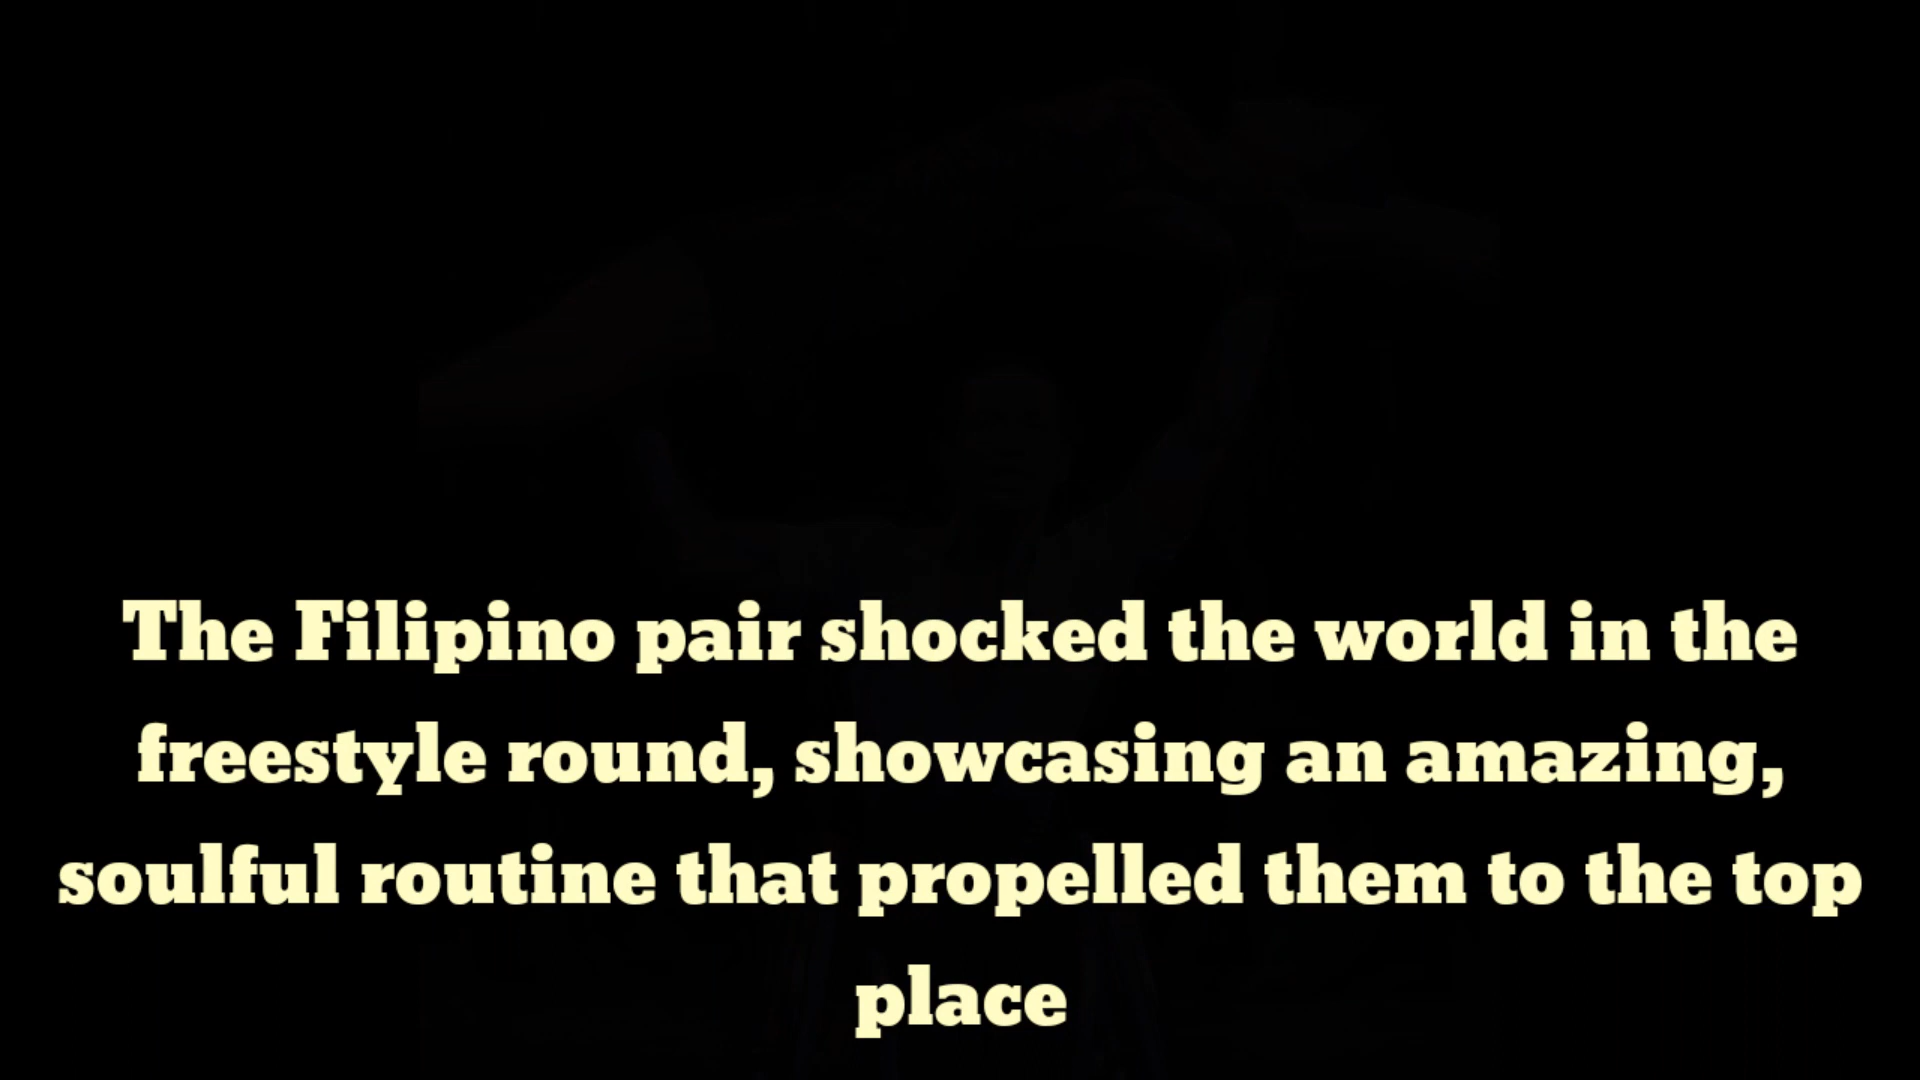 The Filipino pair shocked the world in the
freestyle round, showcasing an amazing,
soulful routine that propelled them to the top
place